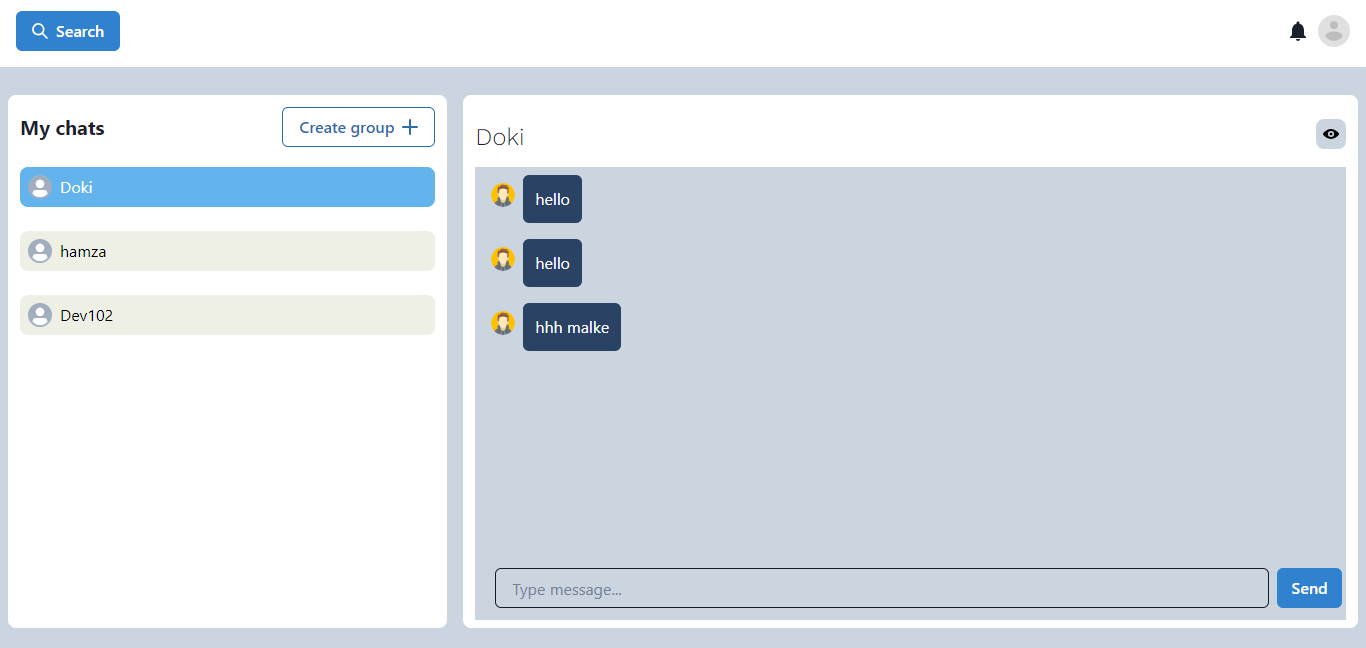 Search
My chats
Create group
Doki
hamza
Dev102
Doki
hello
hello
hhh malke
Type message...
Send